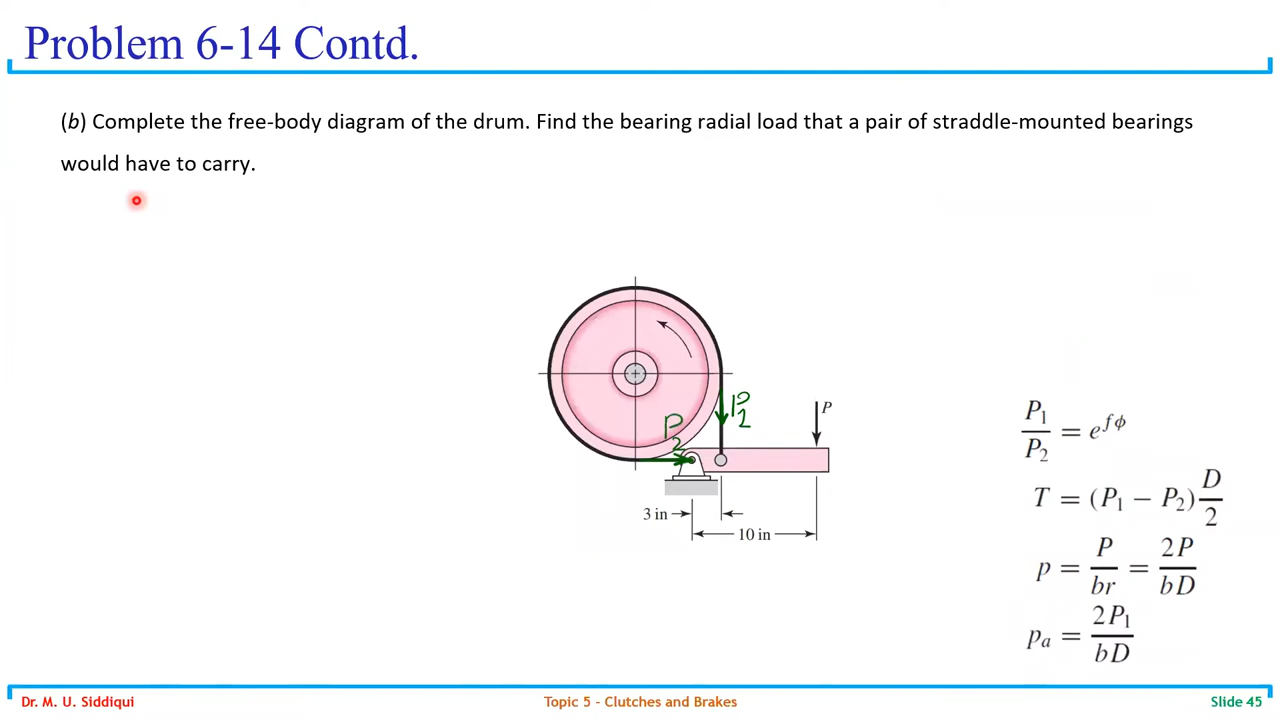 Problem 6-14 Contd.
(b) Complete the free-body diagram of the drum. Find the bearing radial load that a pair of straddle-mounted bearings
would have to carry.
P
P2
P2
3 in
10 in
P₁/P₂ = e^{fϕ}
T = (P₁ − P₂) D/2
p = P/br = 2P/bD
pₐ = 2P₁/bD
Dr. M. U. Siddiqui
Topic 5 - Clutches and Brakes
Slide 45